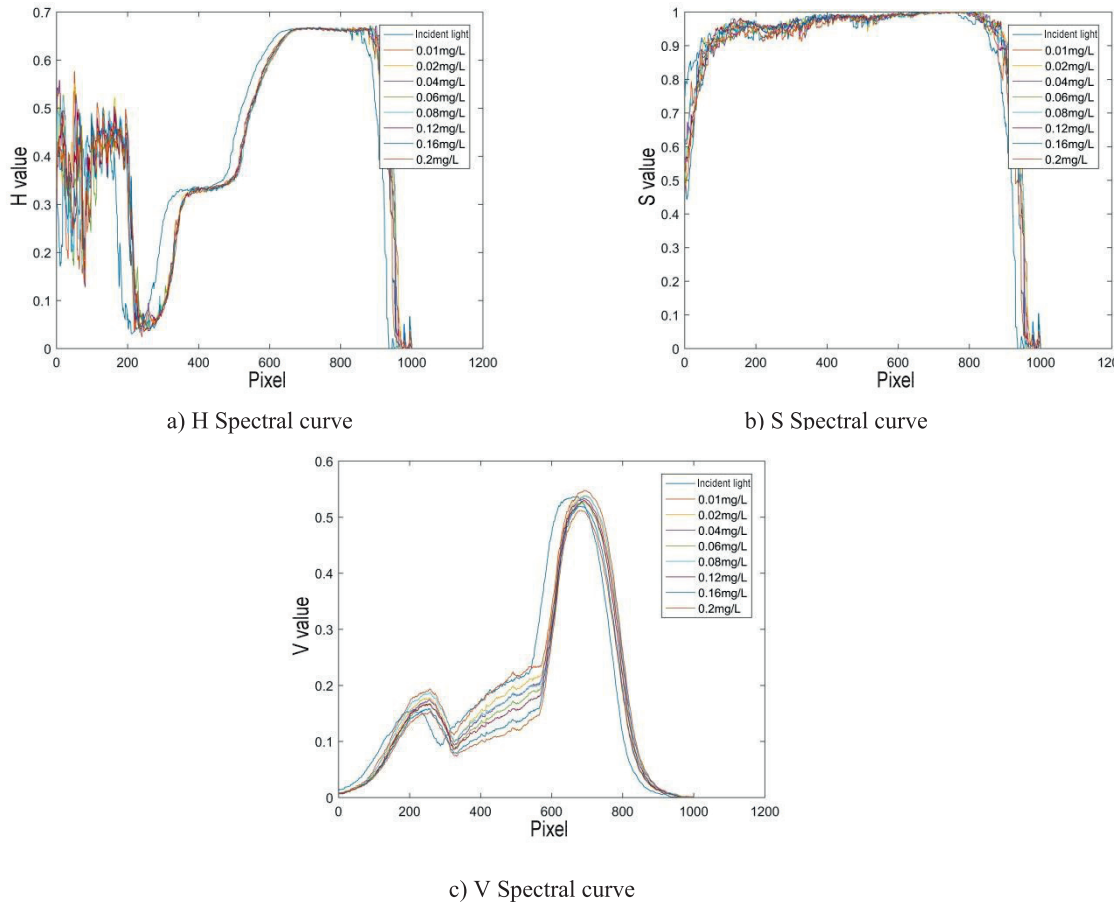 0.7
0.6
0.5
0.4
0.3
0.2
0.1
0
H value
0 200 400 600 800 1000 1200
Pixel
Incident light
0.01mg/L
0.02mg/L
0.04mg/L
0.06mg/L
0.08mg/L
0.12mg/L
0.16mg/L
0.2mg/L
a) H Spectral curve
1
0.9
0.8
0.7
0.6
0.5
0.4
0.3
0.2
0.1
0
S value
0 200 400 600 800 1000 120
Pixel
Incident light
0.01mg/L
0.02mg/L
0.04mg/L
0.06mg/L
0.08mg/L
0.12mg/L
0.16mg/L
0.2mg/L
b) S Spectral curve
0.6
0.5
0.4
0.3
0.2
0.1
0
V value
0 200 400 600 800 1000 1200
Pixel
Incident light
0.01mg/L
0.02mg/L
0.04mg/L
0.06mg/L
0.08mg/L
0.12mg/L
0.16mg/L
0.2mg/L
c) V Spectral curve